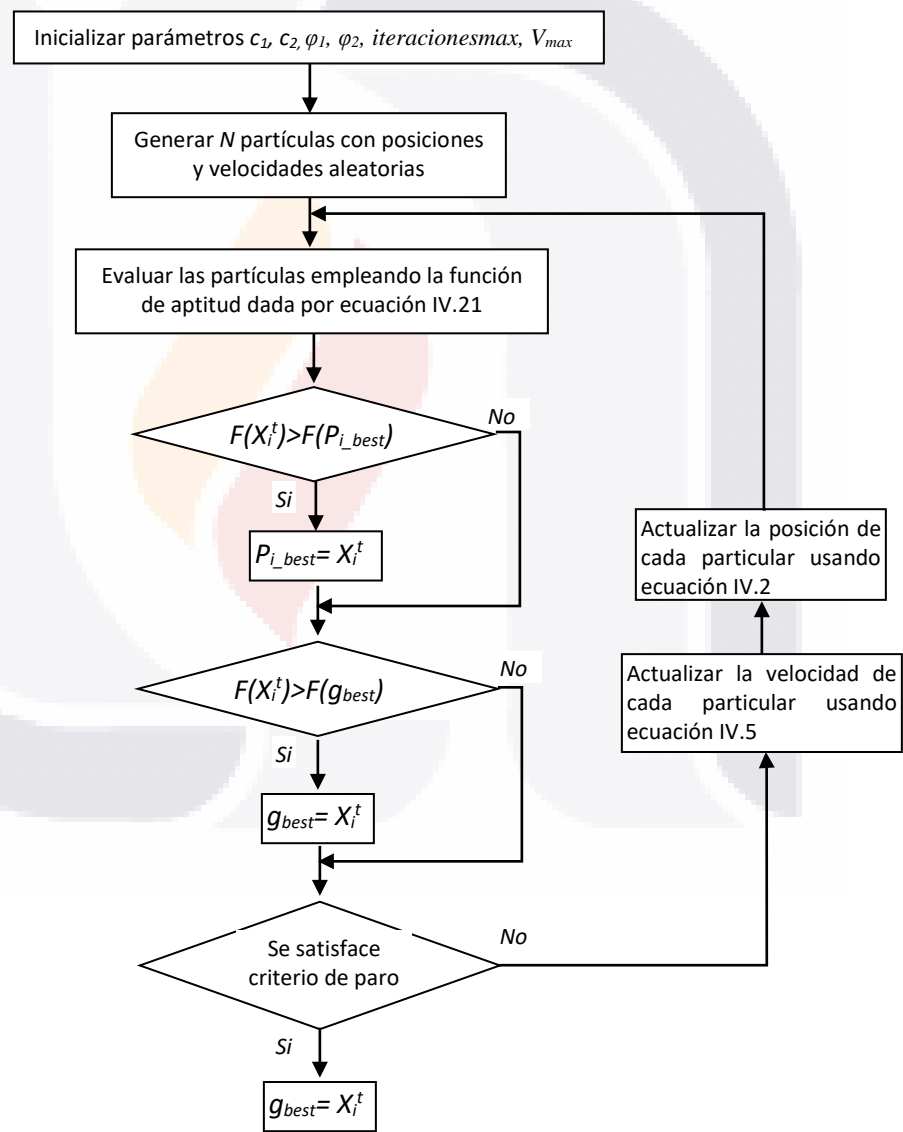 Inicializar parámetros c₁, c₂, φ₁, φ₂, iteracionesmax, Vₘₐₓ
Generar N partículas con posiciones
y velocidades aleatorias
Evaluar las partículas empleando la función
de aptitud dada por ecuación IV.21
F(Xᵢᵗ)>F(Pi_best)
No
Si
Pi_best= Xᵢᵗ
F(Xᵢᵗ)>F(gbest)
No
Si
gbest= Xᵢᵗ
Se satisface
criterio de paro
No
Si
gbest= Xᵢᵗ
Actualizar la posición de
cada particular usando
ecuación IV.2
Actualizar la velocidad de
cada particular usando
ecuación IV.5